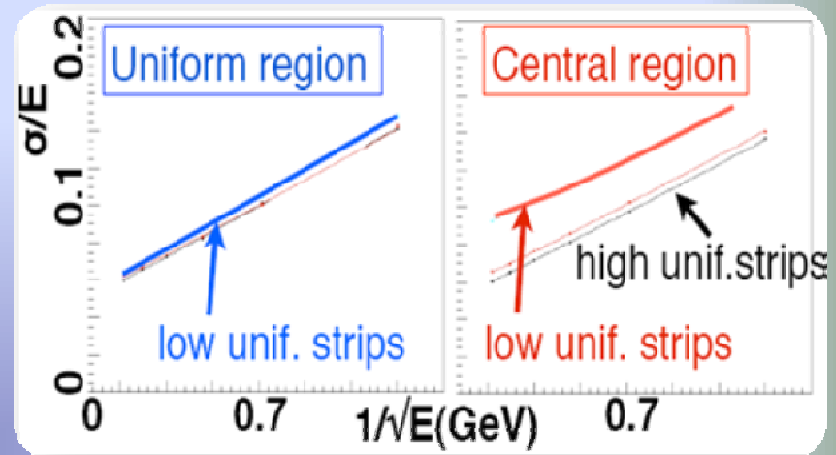 Uniform region
Central region
σ/E
0.2
0.1
0
high unif.strips
low unif. strips
low unif. strips
0
0.7
1/√E(GeV)
0.7